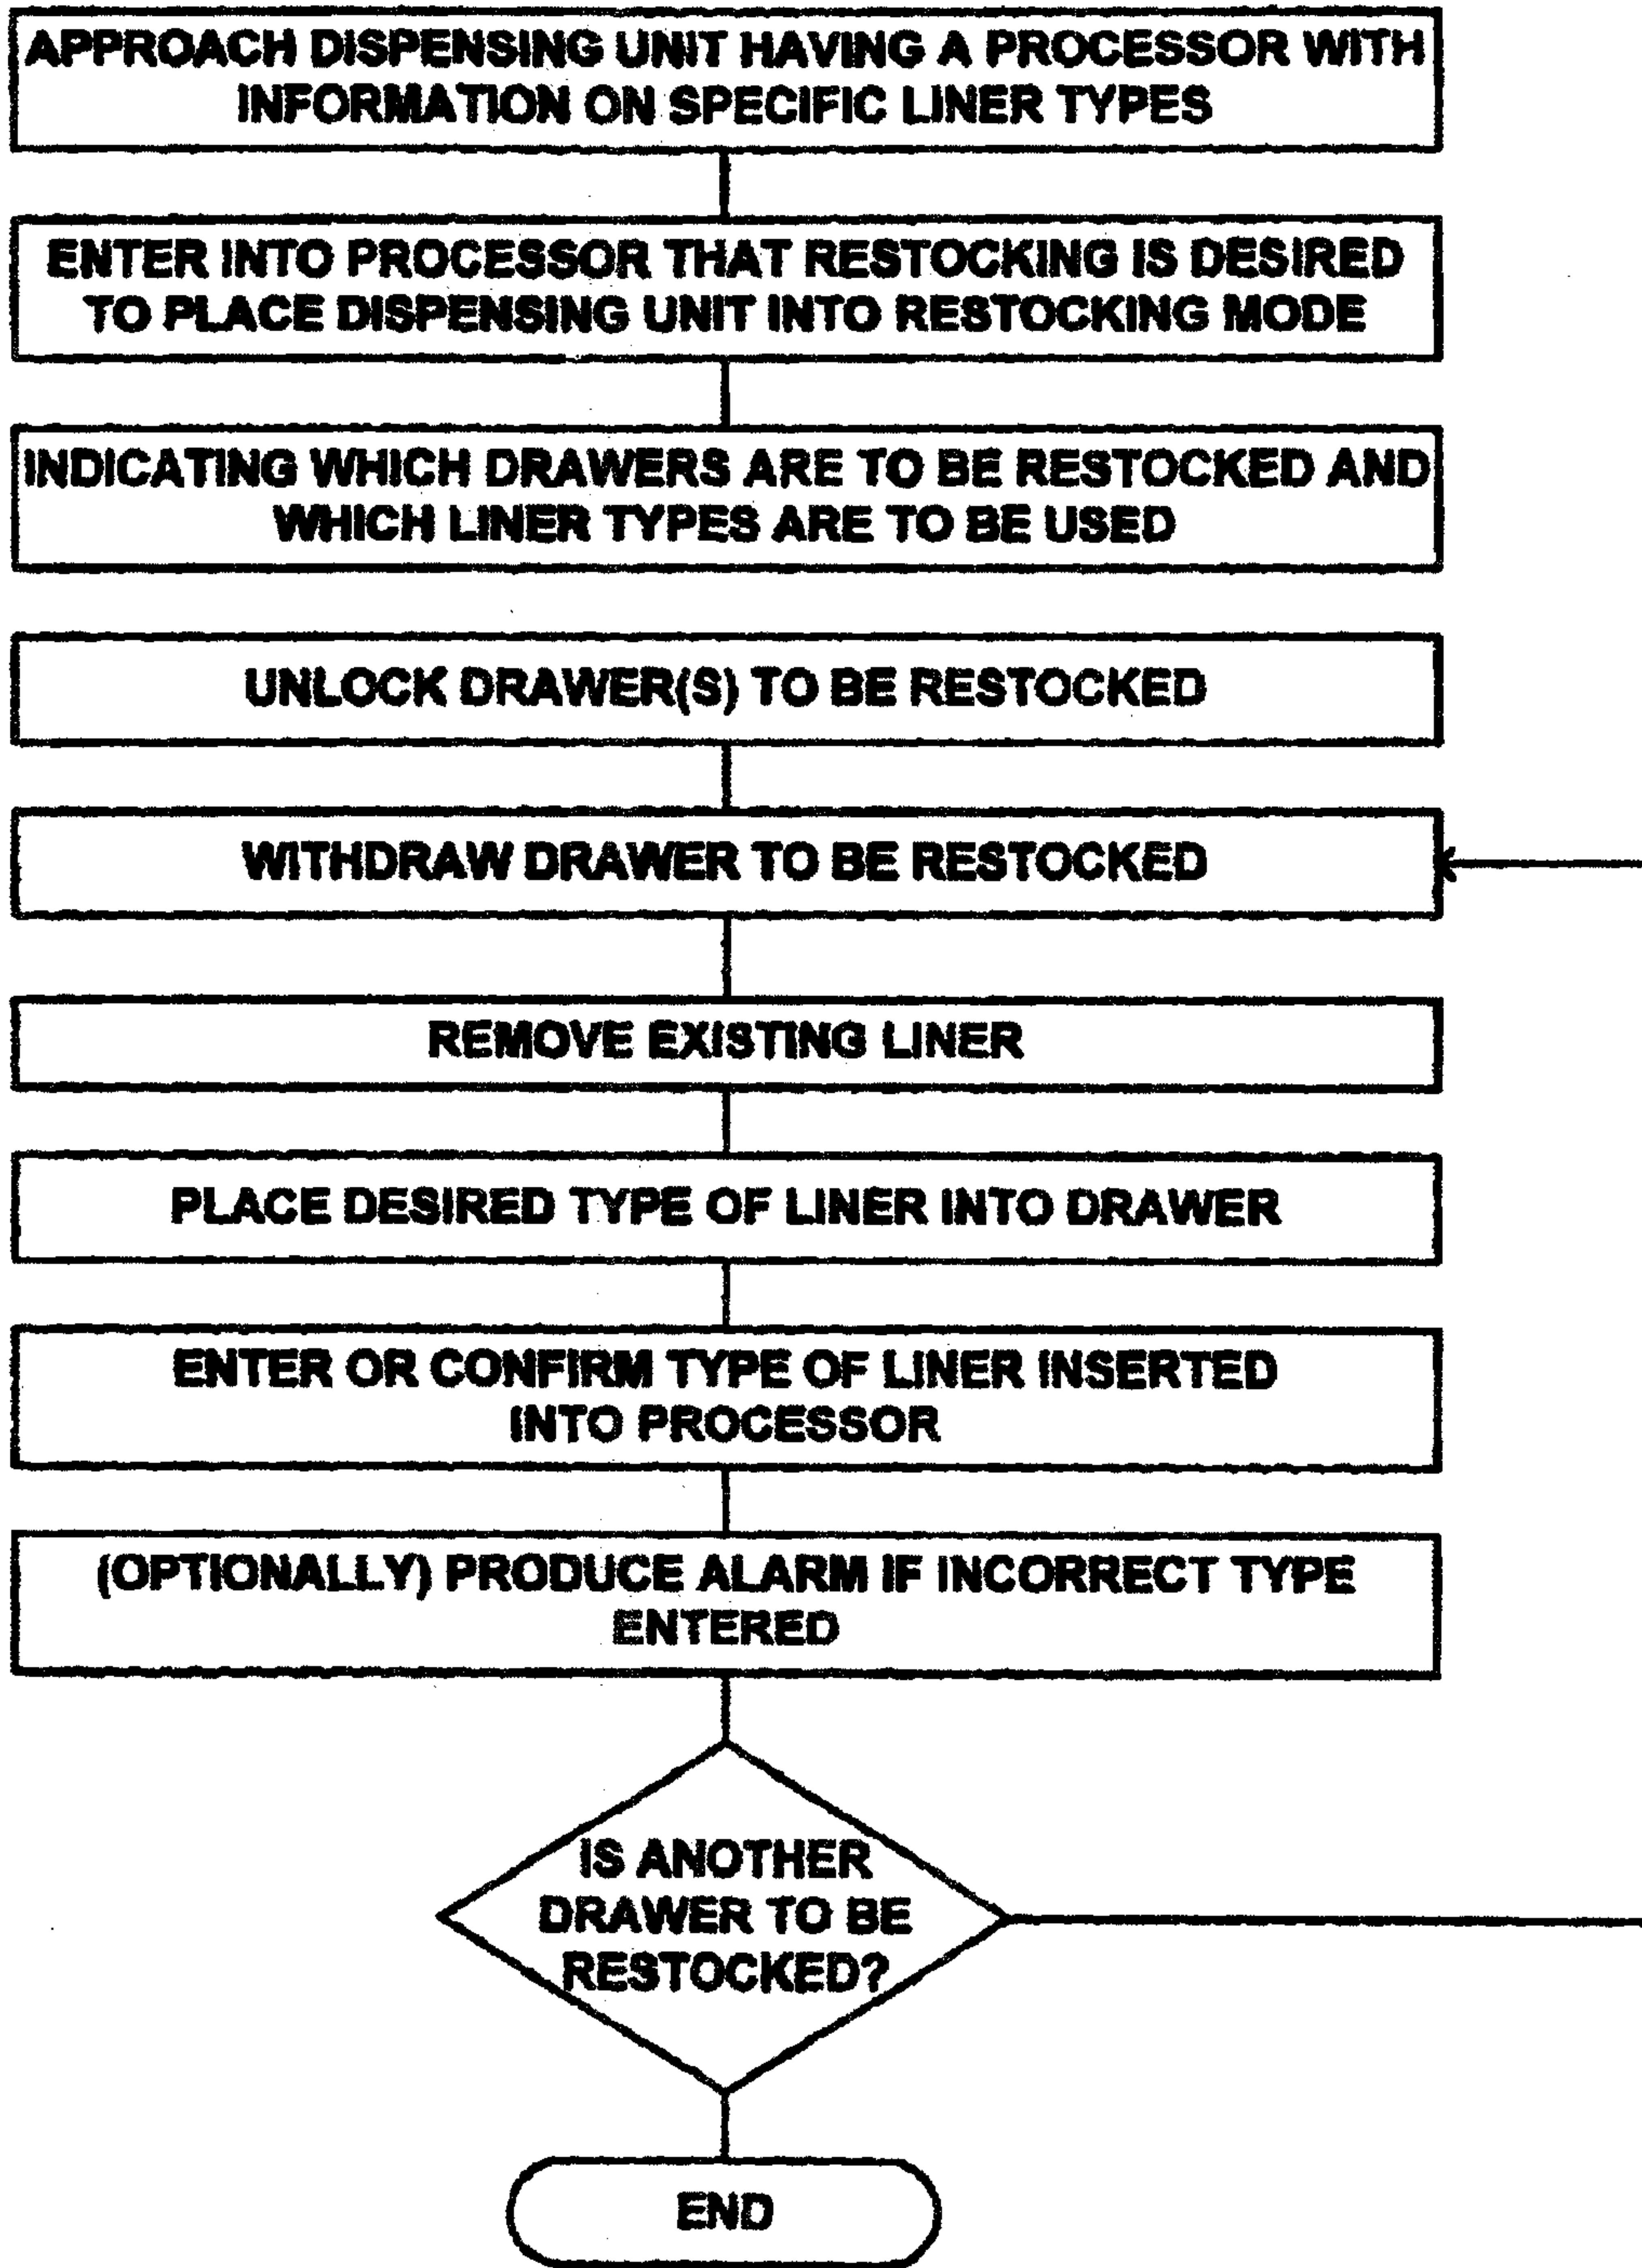 APPROACH DISPENSING UNIT HAVING A PROCESSOR WITH
INFORMATION ON SPECIFIC LINER TYPES
ENTER INTO PROCESSOR THAT RESTOCKING IS DESIRED
TO PLACE DISPENSING UNIT INTO RESTOCKING MODE
INDICATING WHICH DRAWERS ARE TO BE RESTOCKED AND
WHICH LINER TYPES ARE TO BE USED
UNLOCK DRAWER(S) TO BE RESTOCKED
WITHDRAW DRAWER TO BE RESTOCKED
REMOVE EXISTING LINER
PLACE DESIRED TYPE OF LINER INTO DRAWER
ENTER OR CONFIRM TYPE OF LINER INSERTED
INTO PROCESSOR
(OPTIONALLY) PRODUCE ALARM IF INCORRECT TYPE
ENTERED
IS ANOTHER
DRAWER TO BE
RESTOCKED?
END